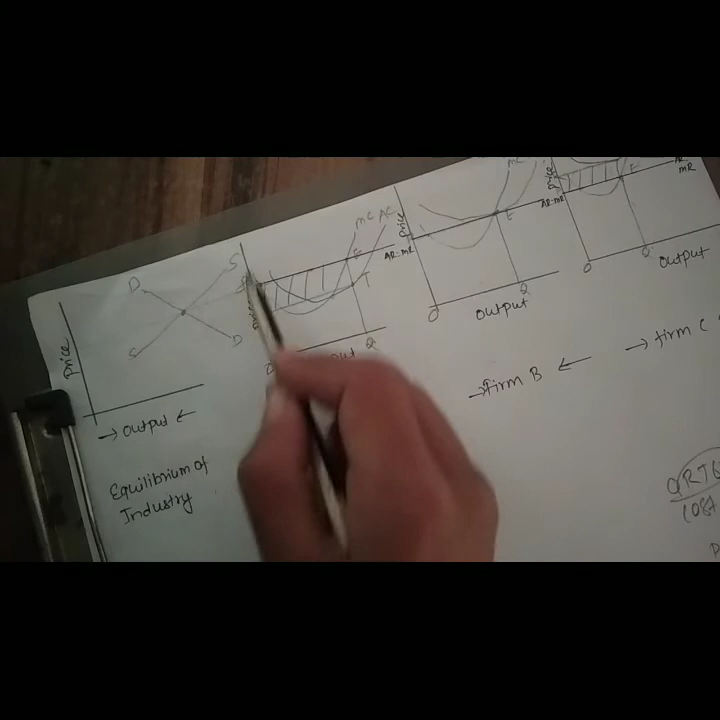 Price
D
S
S
D
→ Output ←
Equilibrium of
Industry
MC AC
E
T
Q
AR=MR
Price
MC
E
O
Q
Output
→ firm B ←
Price
AR=MR
E
AR=
MR
O
Q
Output
→ firm C